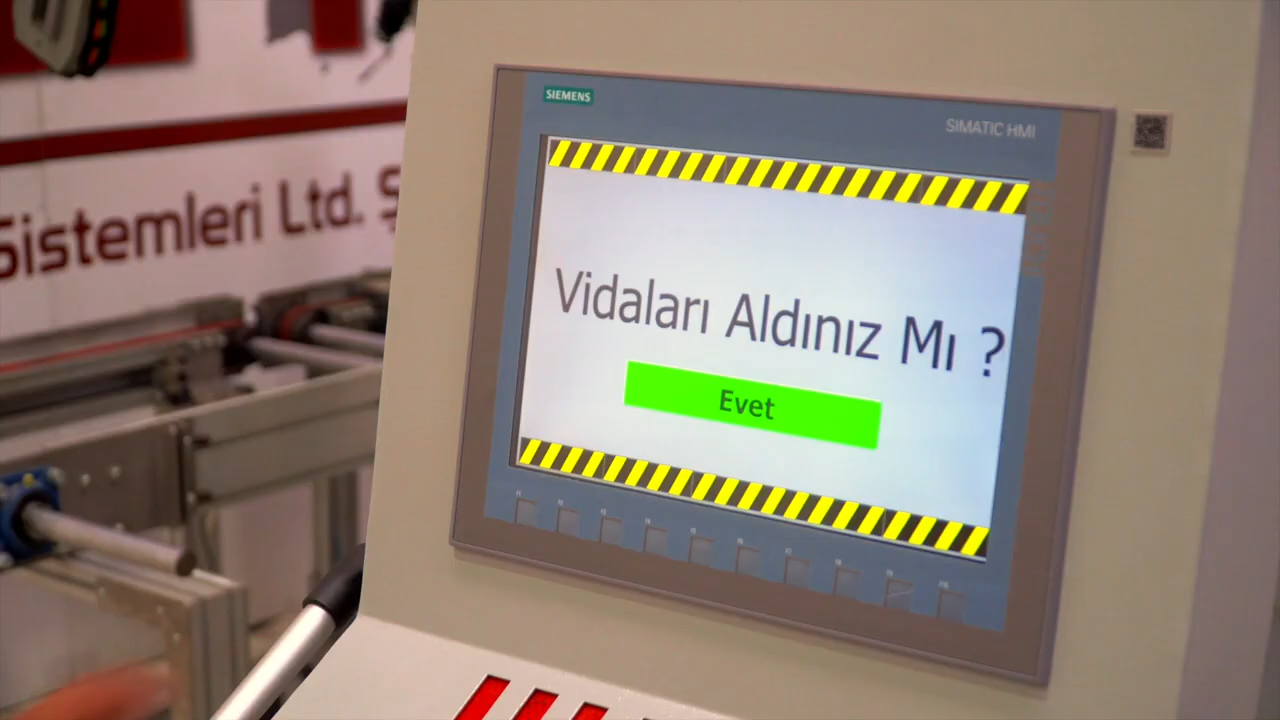 SIEMENS
SIMATIC HMI
Sistemleri Ltd. Ş
Vidaları Aldınız Mı ?
Evet